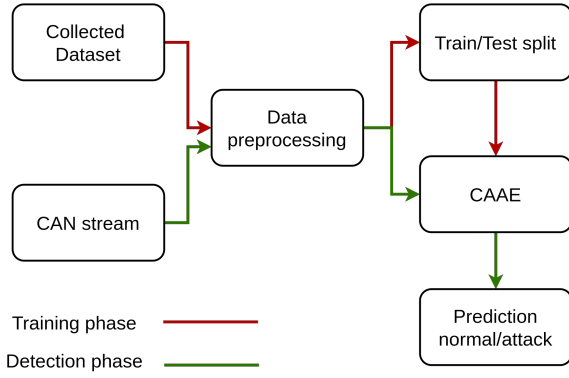 Collected
Dataset
Train/Test split
Data
preprocessing
CAN stream
CAAE
Prediction
normal/attack
Training phase
Detection phase